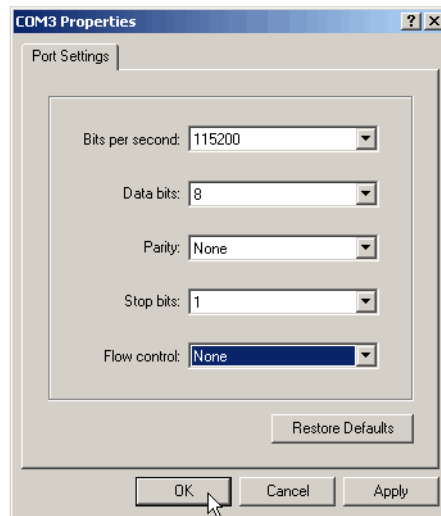 COM3 Properties
Port Settings
Bits per second: 115200
Data bits: 8
Parity: None
Stop bits: 1
Flow control: None
Restore Defaults
OK Cancel Apply